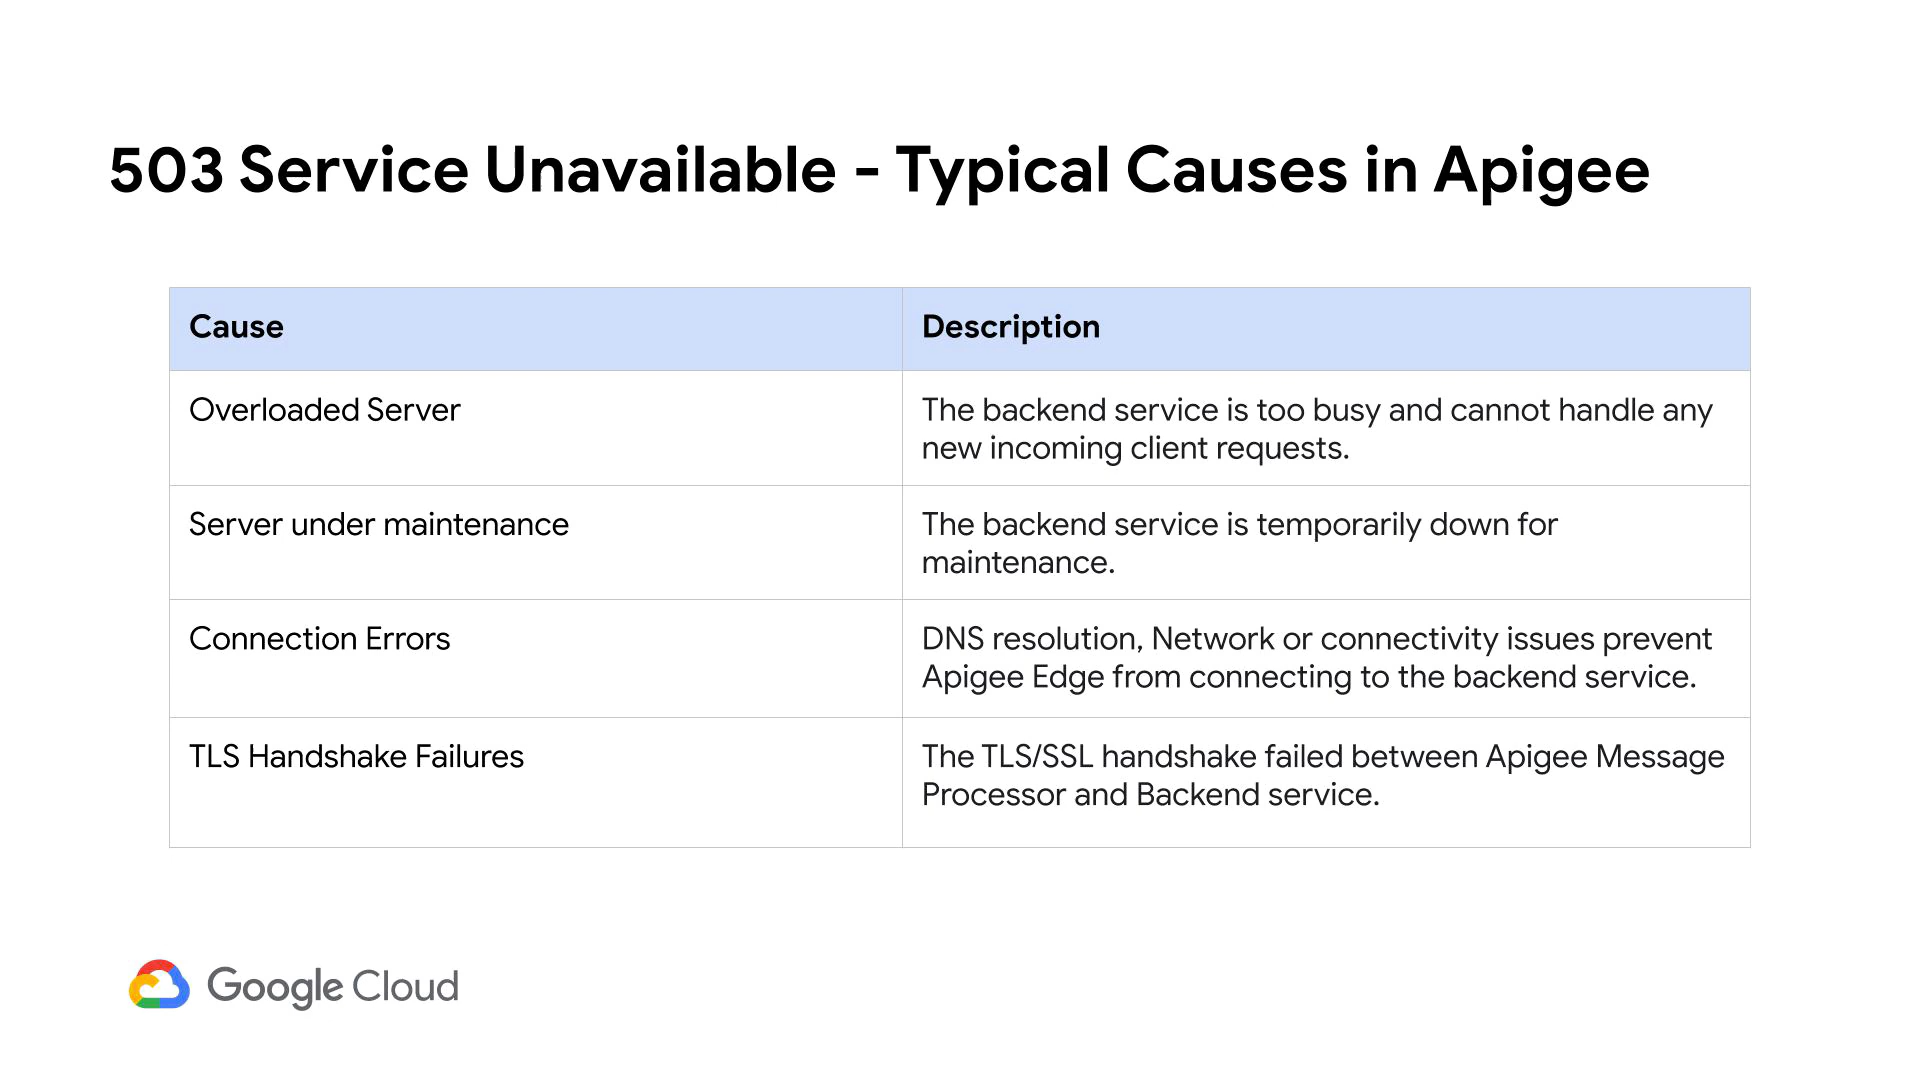 503 Service Unavailable - Typical Causes in Apigee
Cause
Description
Overloaded Server
The backend service is too busy and cannot handle any
new incoming client requests.
Server under maintenance
The backend service is temporarily down for
maintenance.
Connection Errors
DNS resolution, Network or connectivity issues prevent
Apigee Edge from connecting to the backend service.
TLS Handshake Failures
The TLS/SSL handshake failed between Apigee Message
Processor and Backend service.
Google Cloud